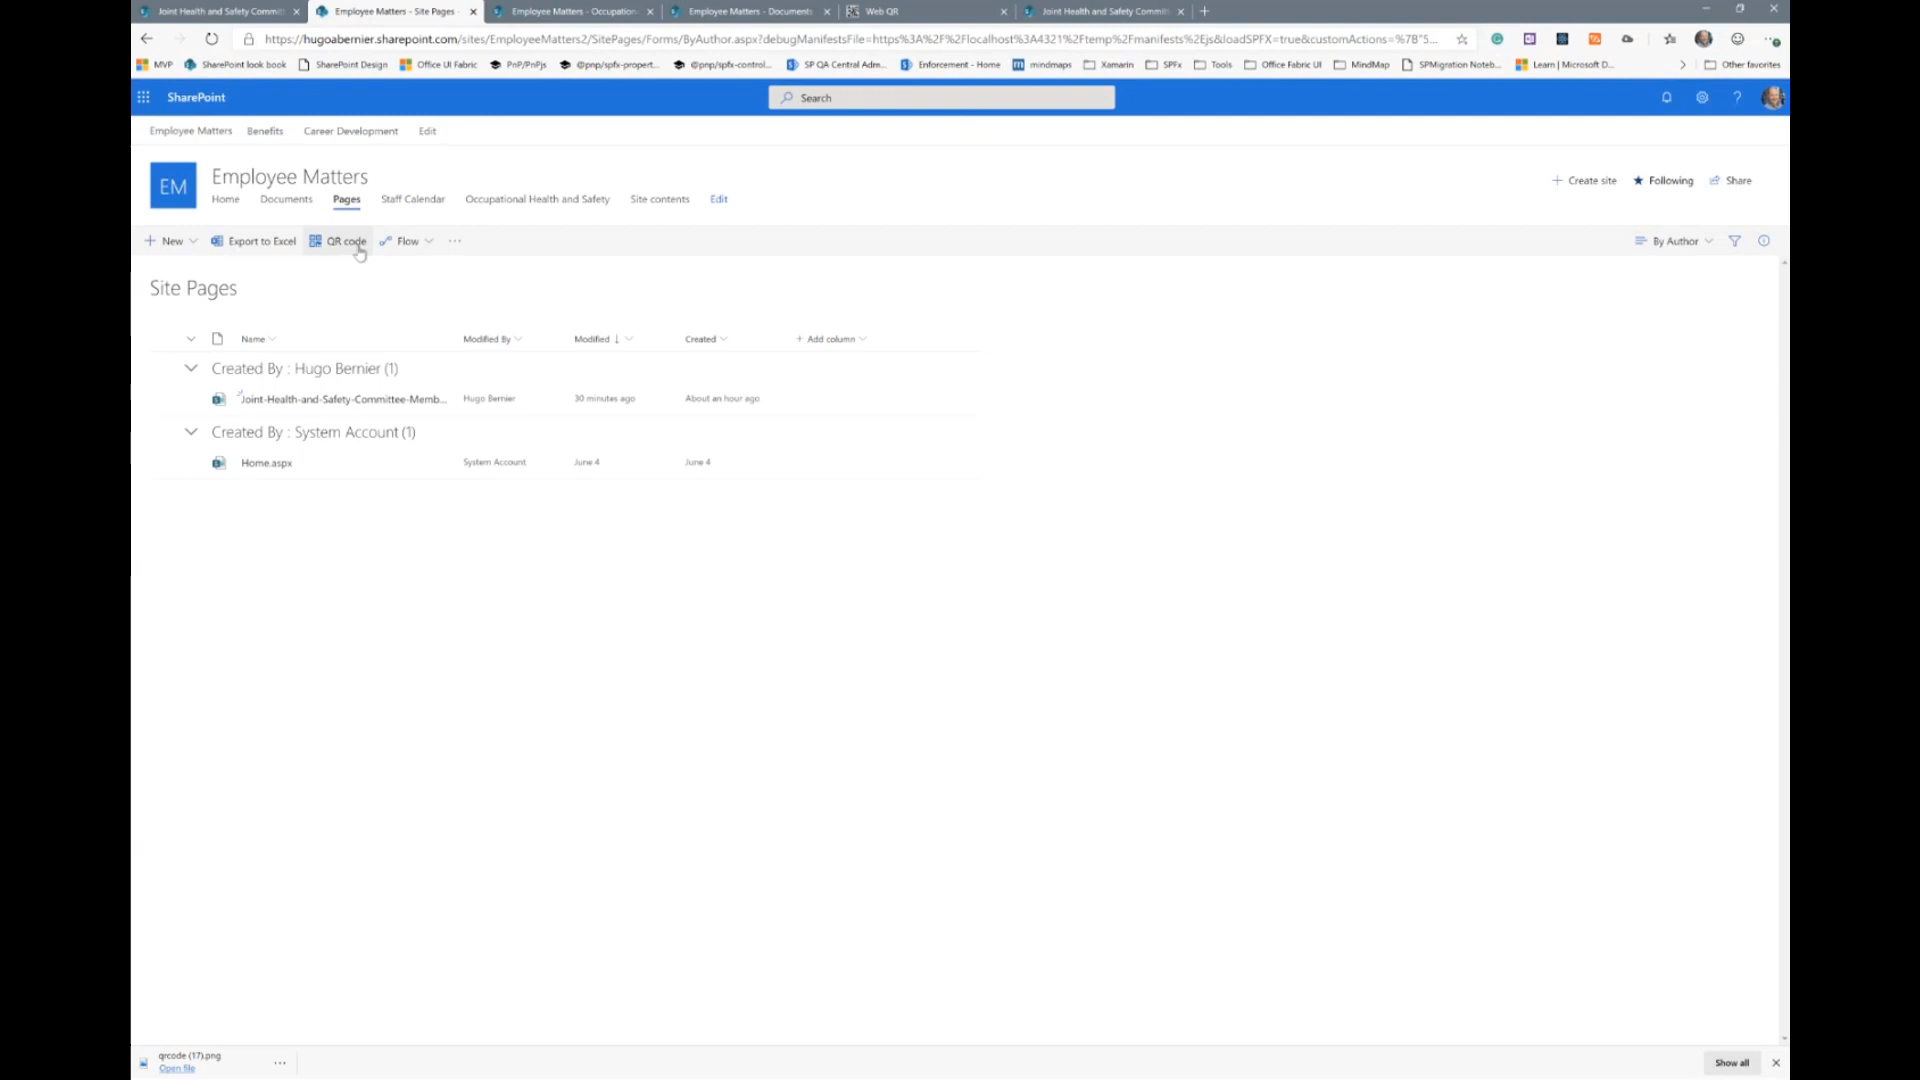 Joint Health and Safety Committ
Employee Matters - Site Pages -
Employee Matters - Occupation
Employee Matters - Documents
Web QR
Joint Health and Safety Committ
https://hugoabernier.sharepoint.com/sites/EmployeeMatters2/SitePages/Forms/ByAuthor.aspx?debugManifestsFile=https%3A%2F%2Flocalhost%3A4321%2Ftemp%2Fmanifests%2Ejs&loadSPFX=true&customActions=%7B"5...
MVP
SharePoint look book
SharePoint Design
Office UI Fabric
PnP/PnPjs
@pnp/spfx-propert...
@pnp/spfx-control...
SP QA Central Adm...
Enforcement - Home
mindmaps
Xamarin
SPFx
Tools
Office Fabric UI
MindMap
SPMigration Noteb...
Learn | Microsoft D...
Other favorites
SharePoint
Search
?
Employee Matters
Benefits
Career Development
Edit
EM
Employee Matters
Home
Documents
Pages
Staff Calendar
Occupational Health and Safety
Site contents
Edit
+ Create site
Following
Share
+ New
Export to Excel
QR code
Flow
...
By Author
Site Pages
Name
Modified By
Modified ↓
Created
+ Add column
Created By : Hugo Bernier (1)
Joint-Health-and-Safety-Committee-Memb...
Hugo Bernier
30 minutes ago
About an hour ago
Created By : System Account (1)
Home.aspx
System Account
June 4
June 4
qrcode (17).png
Open file
...
Show all